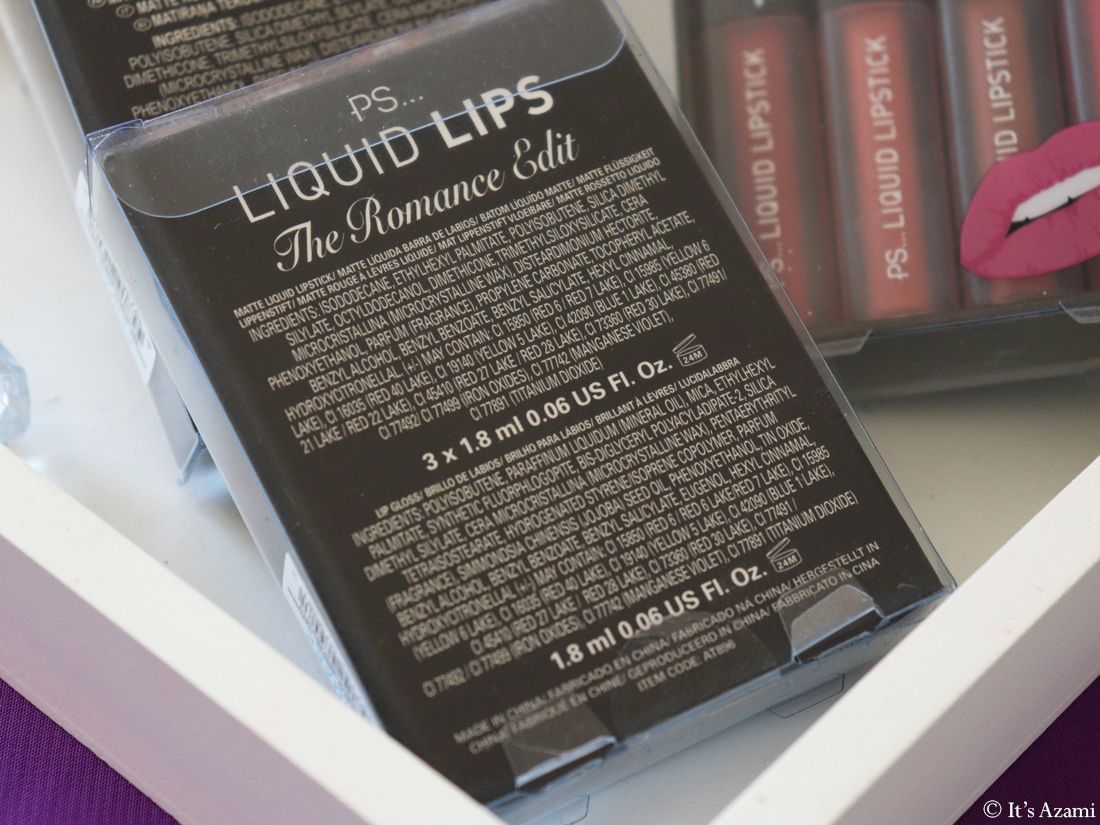 POLYISOBUTENE, SILICA DIMETHYL
DIMETHICONE, TRIMETHYLSILOXYSILICATE
(MICROCRYSTALLINE WAX)
INGREDIENTS: ISODODECANE
PS...
LIQUID LIPS
The Romance Edit
MATTE LIQUID LIPSTICK/ MATTE LÍQUIDA BARRA DE LABIOS/ BATOM LÍQUIDO MATTE/ MATTE FLÜSSIGKEIT
LIPPENSTIFT/ MATTE ROUGE À LÈVRES LIQUIDE/ MAT LIPPENSTIFT VLOEIBDRE/ MATTE ROSSETTO LIQUIDO
INGREDIENTS: ISODODECANE, ETHYLHEXYL PALMITATE, POLYISOBUTENE, SILICA DIMETHYL
SILYLATE, OCTYLDODECANOL, DIMETHICONE, TRIMETHYLSILOXYSILICATE, CERA
MICROCRISTALLINA (MICROCRYSTALLINE WAX), DISTEARDIMONIUM HECTORITE,
PHENOXYETHANOL, PARFUM (FRAGRANCE), PROPYLENE CARBONATE, TOCOPHERYL ACETATE,
BENZYL ALCOHOL, BENZYL BENZOATE, BENZYL SALICYLATE, HEXYL CINNAMAL,
HYDROXYCITRONELLAL (+/-) MAY CONTAIN: CI 15850 (RED 6 / RED 7 LAKE), CI 15985 (YELLOW 6
LAKE), CI 16035 (RED 40 LAKE), CI 19140 (YELLOW 5 LAKE), CI 42090 (BLUE 1 LAKE), CI 45380 (RED
21 LAKE / RED 22 LAKE), CI 45410 (RED 27 LAKE / RED 28 LAKE), CI 73360 (RED 30 LAKE), CI 77491/
CI 77492/ CI 77499 (IRON OXIDES), CI 77742 (MANGANESE VIOLET),
CI 77891 (TITANIUM DIOXIDE)
3 x 1.8 ml 0.06 US Fl. Oz.
24M
LIP GLOSS/ BRILLO DE LABIOS/ BRILHO PARA LÁBIOS/ BRILLANT À LÈVRES/ LUCIDALABBRA
INGREDIENTS: POLYISOBUTENE, PARAFFINUM LIQUIDUM (MINERAL OIL), MICA, ETHYLHEXYL
PALMITATE, SYNTHETIC FLUORPHLOGOPITE, BIS-DIGLYCERYL POLYACYLADIPATE-2, SILICA
DIMETHYL SILYLATE, CERA MICROCRISTALLINA (MICROCRYSTALLINE WAX), PENTAERYTHRITYL
TETRAISOSTEARATE, HYDROGENATED STYRENE/ISOPRENE COPOLYMER, PARFUM
(FRAGRANCE), SIMMONDSIA CHINENSIS (JOJOBA) SEED OIL, PHENOXYETHANOL, TIN OXIDE,
BENZYL ALCOHOL, BENZYL BENZOATE, BENZYL SALICYLATE, EUGENOL, HEXYL CINNAMAL,
HYDROXYCITRONELLAL (+/-) MAY CONTAIN: CI 15850 (RED 6 / RED 6 LAKE/RED 7 LAKE), CI 15985
(YELLOW 6 LAKE), CI 16035 (RED 40 LAKE), CI 19140 (YELLOW 5 LAKE), CI 42090 (BLUE 1 LAKE),
CI 45410 (RED 27 LAKE / RED 28 LAKE), CI 73360 (RED 30 LAKE), CI 77491 /
CI 77492/ CI 77499 (IRON OXIDES), CI 77742 (MANGANESE VIOLET), CI 77891 (TITANIUM DIOXIDE)
1.8 ml 0.06 US Fl. Oz.
24M
MADE IN CHINA/ FABRICADO EN CHINA/ FABRICADO NA CHINA/ HERGESTELLT IN
CHINA/ FABRIQUÉ EN CHINE/ GEPRODUCEERD IN CHINA/ FABBRICATO IN CINA
ITEM CODE: AT896
LIQUID LIPSTICK
PS... LIQUID LIPSTICK
LIQUID LIPSTICK
© It's Azami